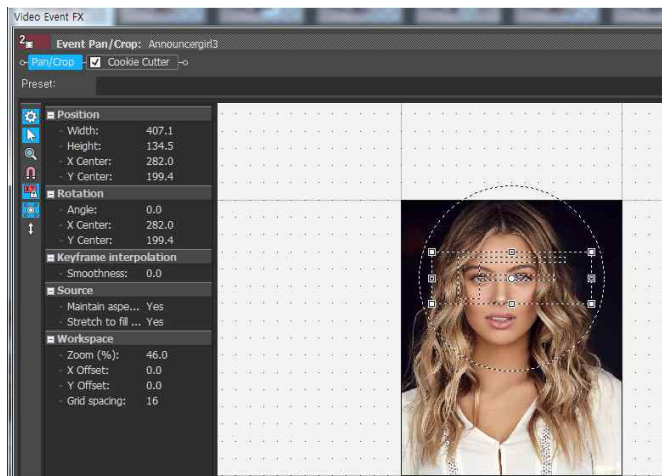 Video Event FX
2
Event Pan/Crop: Announcergirl3
Pan/Crop Cookie Cutter
Preset:
Position
Width: 407.1
Height: 134.5
X Center: 282.0
Y Center: 199.4
Rotation
Angle: 0.0
X Center: 282.0
Y Center: 199.4
Keyframe interpolation
Smoothness: 0.0
Source
Maintain aspe... Yes
Stretch to fill ... Yes
Workspace
Zoom (%): 46.0
X Offset: 0.0
Y Offset: 0.0
Grid spacing: 16